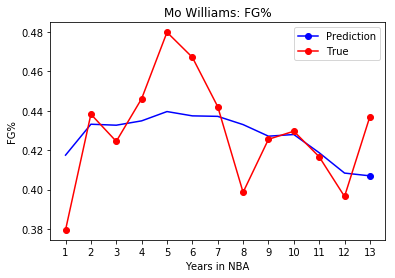 Mo Williams: FG%
Prediction
True
FG%
0.48
0.46
0.44
0.42
0.40
0.38
1 2 3 4 5 6 7 8 9 10 11 12 13
Years in NBA